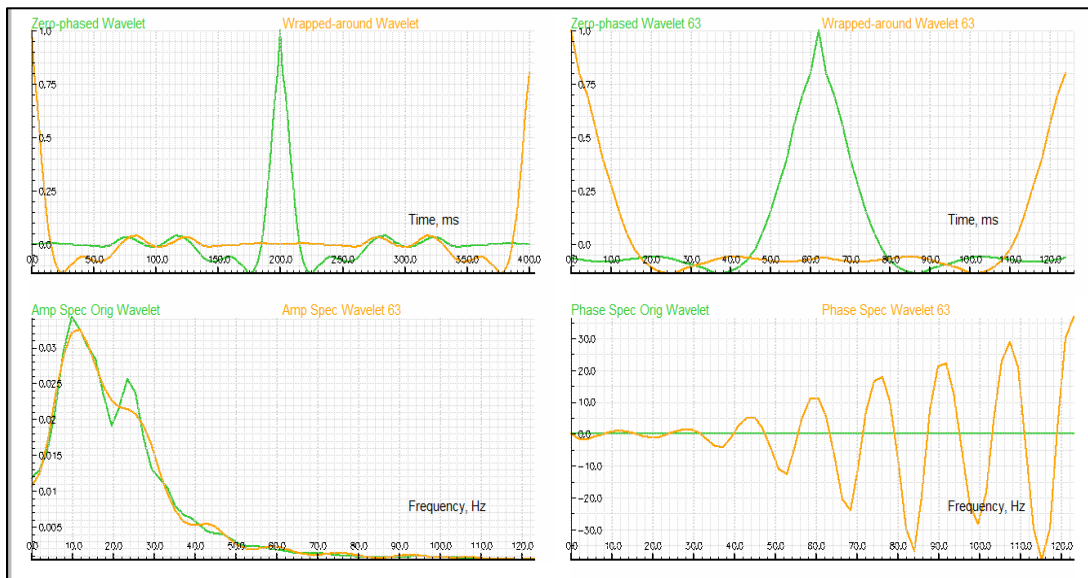 Zero-phased Wavelet Wrapped-around Wavelet
1.0
0.75
0.5
0.25
0.0
Time, ms
0.0 50.0 100.0 150.0 200.0 250.0 300.0 350.0 400.0
Zero-phased Wavelet 63 Wrapped-around Wavelet 63
1.0
0.75
0.5
0.25
0.0
Time, ms
0.0 20.0 40.0 60.0 80.0 90.0 100.0 110.0 120.0
Amp Spec Orig Wavelet Amp Spec Wavelet 63
0.03
0.025
0.02
0.015
0.01
0.005
Frequency, Hz
0.0 10.0 20.0 30.0 40.0 50.0 60.0 70.0 80.0 90.0 100.0 110.0 120.0
Phase Spec Orig Wavelet Phase Spec Wavelet 63
30.0
20.0
10.0
0.0
-10.0
-20.0
-30.0
Frequency, Hz
0.0 10.0 20.0 30.0 40.0 50.0 60.0 70.0 80.0 90.0 100.0 110.0 120.0